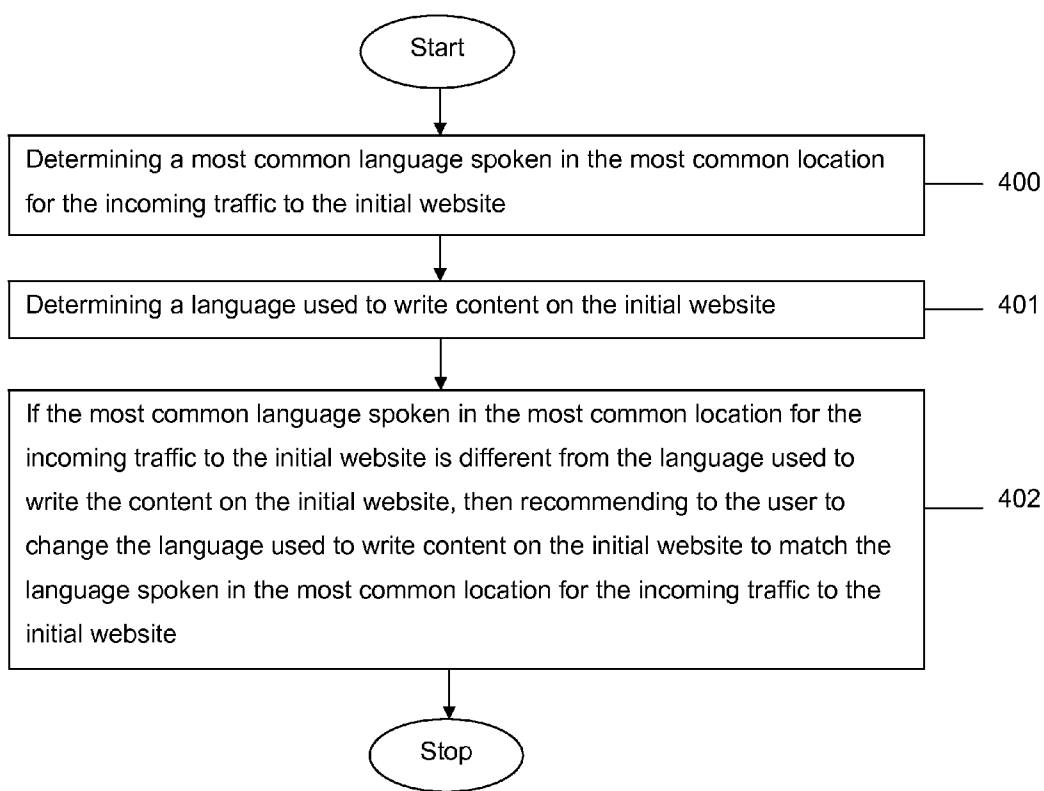 Start
Determining a most common language spoken in the most common location
for the incoming traffic to the initial website
400
Determining a language used to write content on the initial website
401
If the most common language spoken in the most common location for the
incoming traffic to the initial website is different from the language used to
write the content on the initial website, then recommending to the user to
change the language used to write content on the initial website to match the
language spoken in the most common location for the incoming traffic to the
initial website
402
Stop